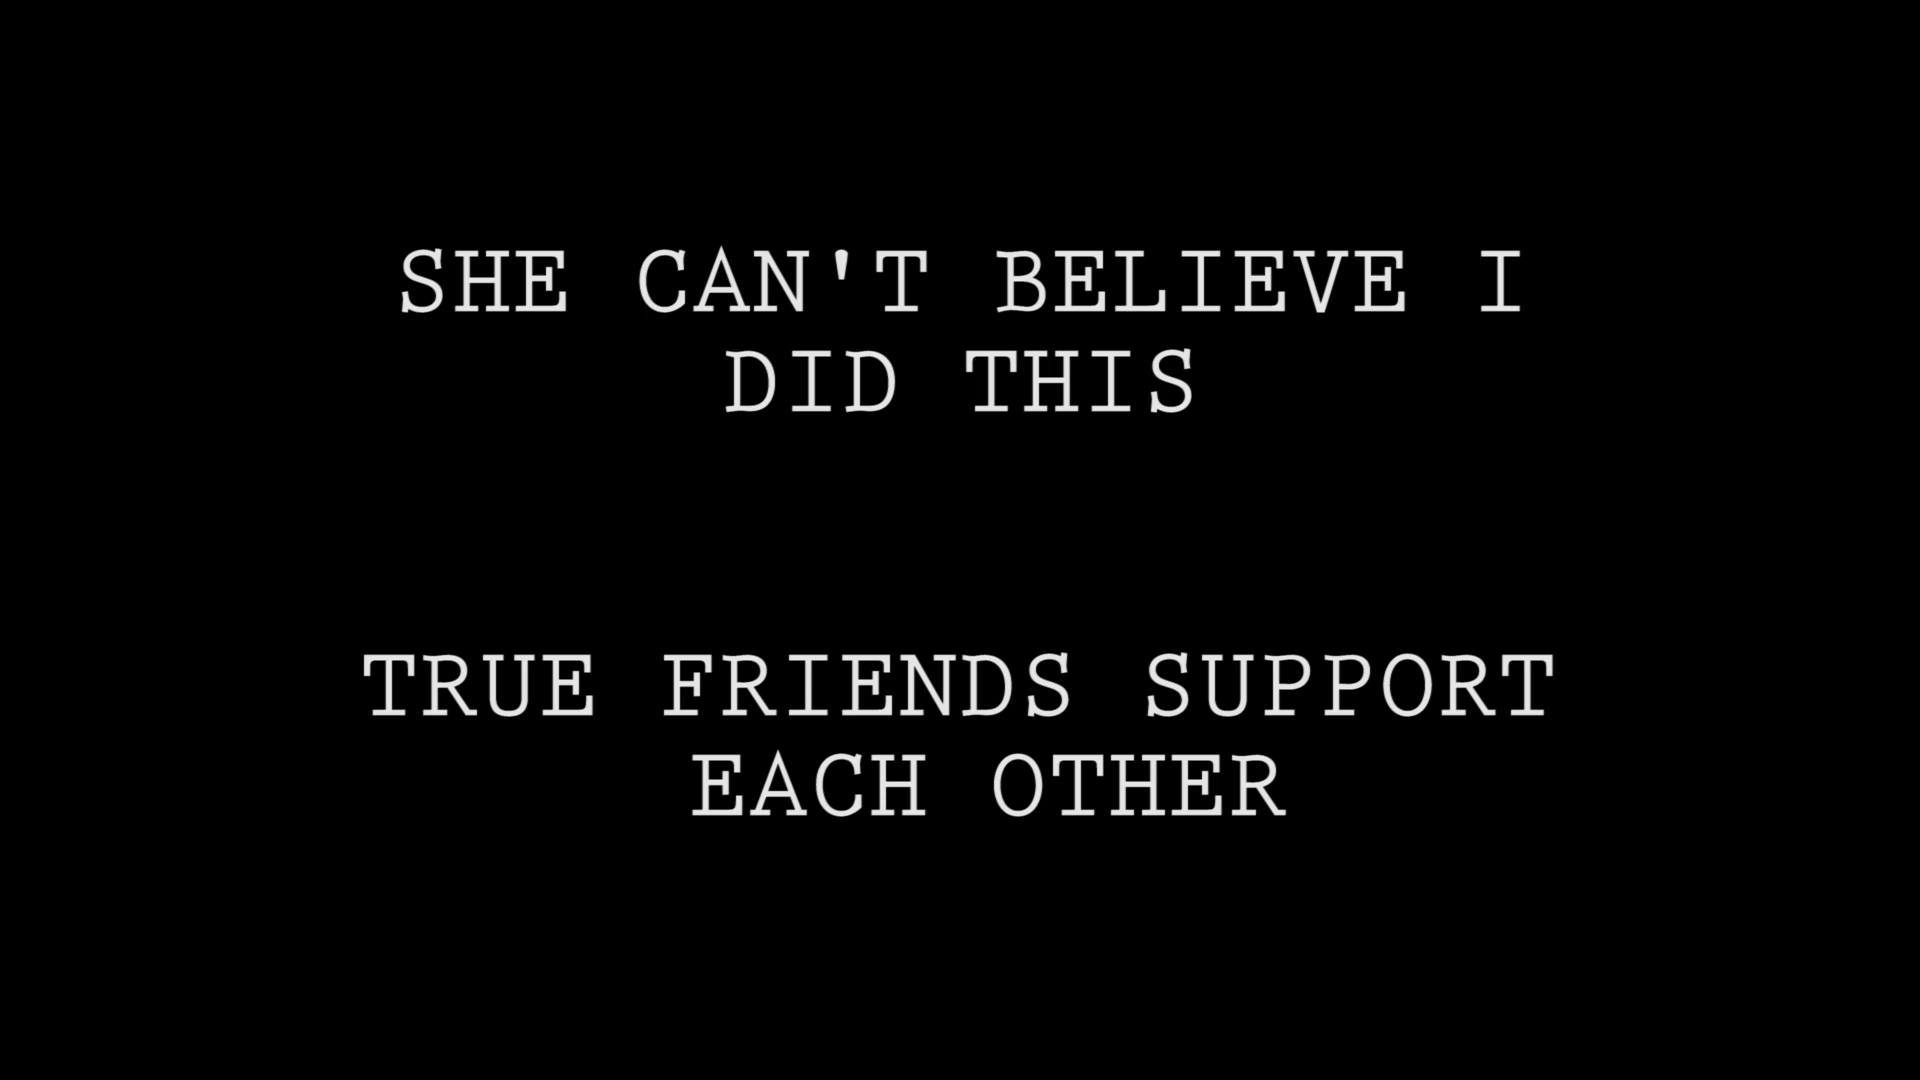 SHE CAN'T BELIEVE I
DID THIS
TRUE FRIENDS SUPPORT
EACH OTHER